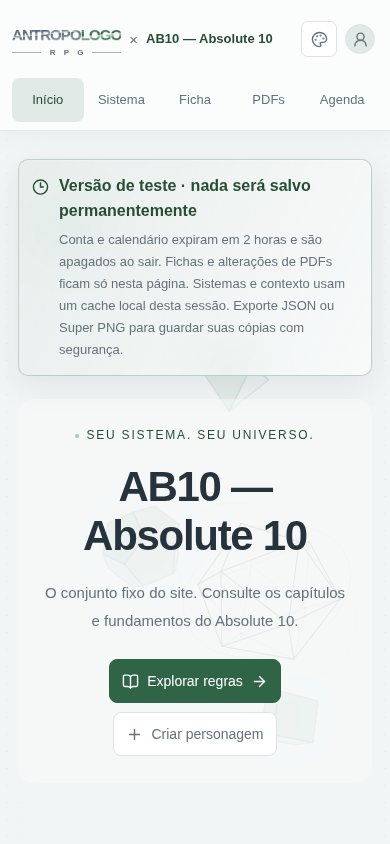 ANTROPOLOGO × AB10 — Absolute 10
RPG
Início Sistema Ficha PDFs Agenda
Versão de teste · nada será salvo
permanentemente
Conta e calendário expiram em 2 horas e são
apagados ao sair. Fichas e alterações de PDFs
ficam só nesta página. Sistemas e contexto usam
um cache local desta sessão. Exporte JSON ou
Super PNG para guardar suas cópias com
segurança.
SEU SISTEMA. SEU UNIVERSO.
AB10 —
Absolute 10
O conjunto fixo do site. Consulte os capítulos
e fundamentos do Absolute 10.
Explorar regras
Criar personagem